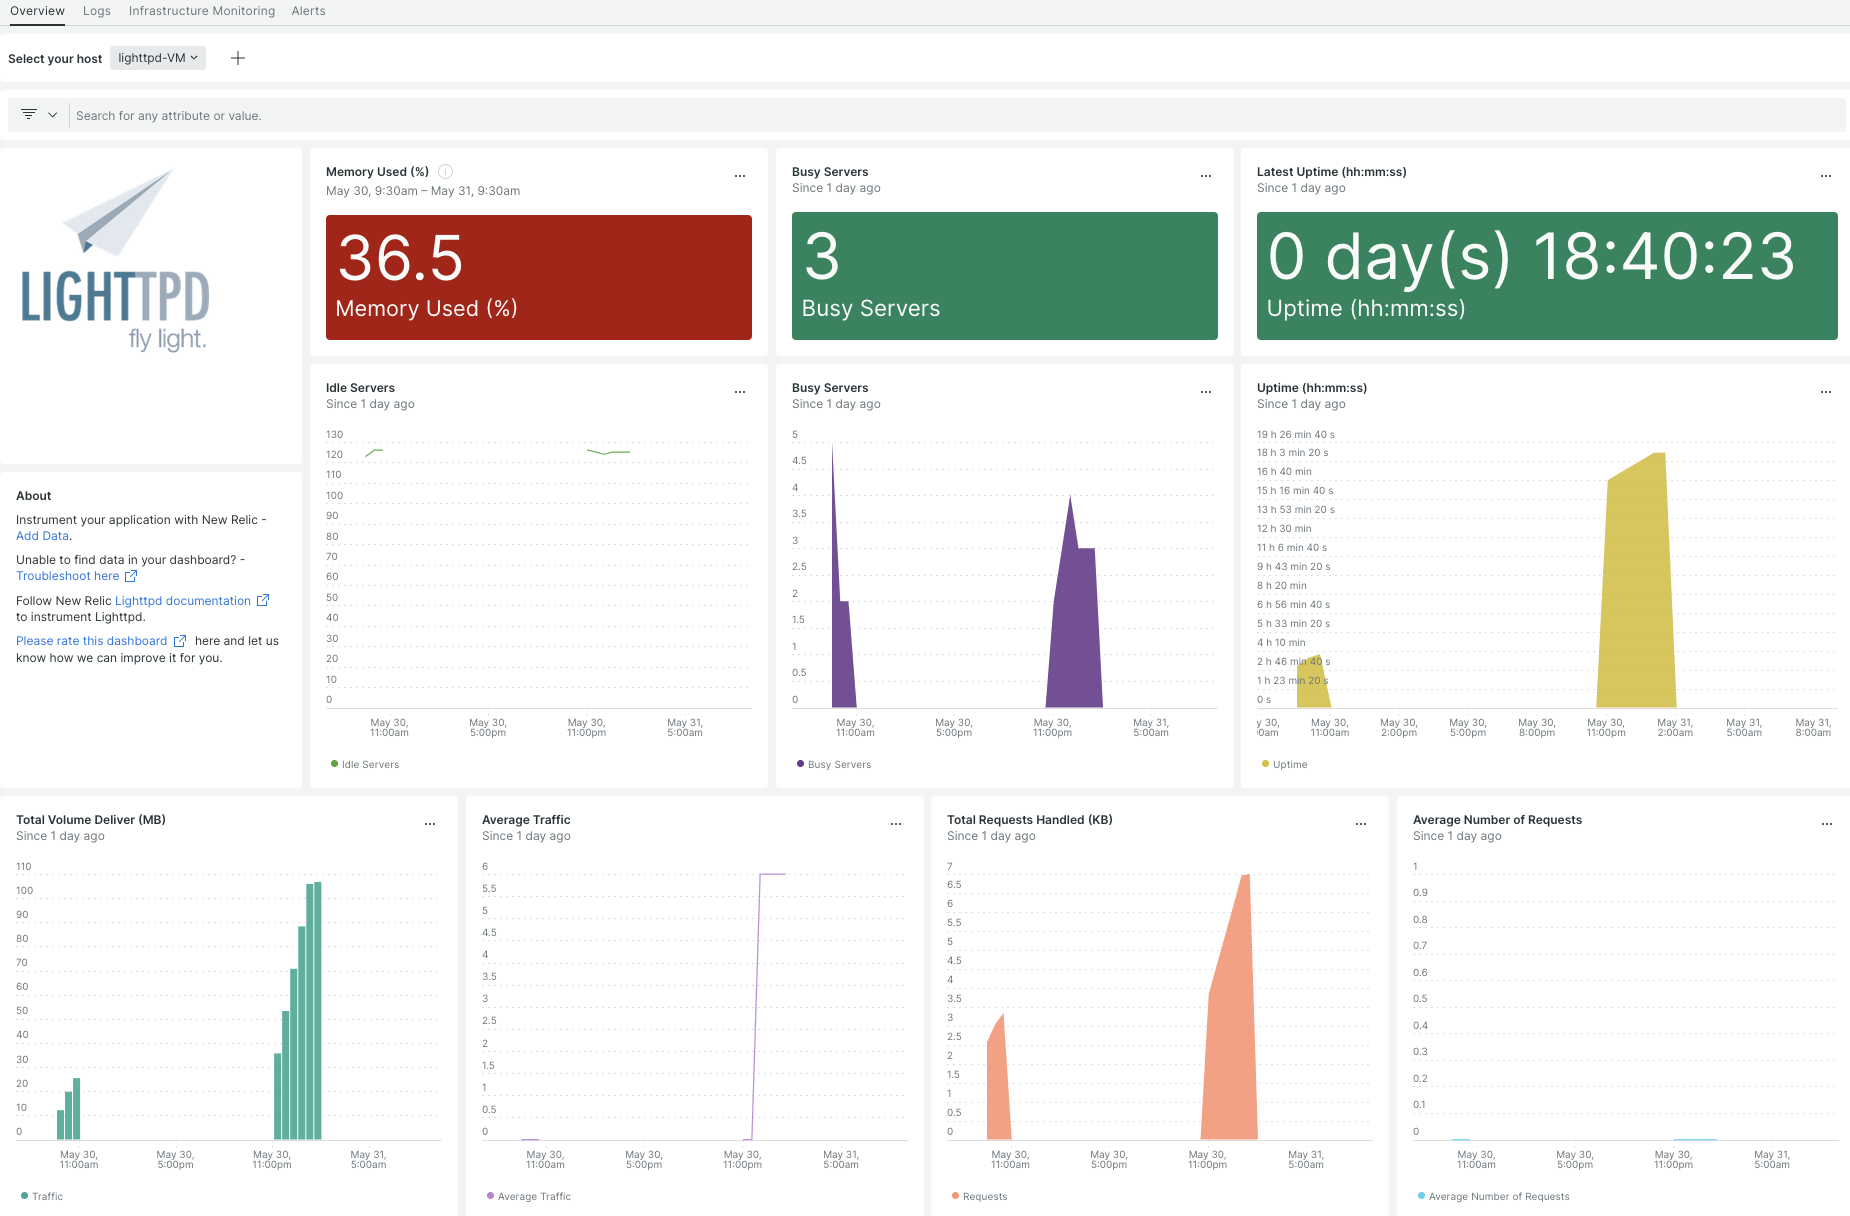 Overview Logs Infrastructure Monitoring Alerts
Select your host lighttpd-VM
Search for any attribute or value.
LIGHTTPD
fly light.
Memory Used (%)
May 30, 9:30am – May 31, 9:30am
36.5
Memory Used (%)
Busy Servers
Since 1 day ago
3
Busy Servers
Latest Uptime (hh:mm:ss)
Since 1 day ago
0 day(s) 18:40:23
Uptime (hh:mm:ss)
About
Instrument your application with New Relic -
Add Data.
Unable to find data in your dashboard? -
Troubleshoot here
Follow New Relic Lighttpd documentation
to instrument Lighttpd.
Please rate this dashboard here and let us
know how we can improve it for you.
Idle Servers
Since 1 day ago
130
120
110
100
90
80
70
60
50
40
30
20
10
0
May 30, May 30, May 30, May 31,
11:00am 5:00pm 11:00pm 5:00am
Idle Servers
Busy Servers
Since 1 day ago
5
4.5
4
3.5
3
2.5
2
1.5
1
0.5
0
May 30, May 30, May 30, May 31,
11:00am 5:00pm 11:00pm 5:00am
Busy Servers
Uptime (hh:mm:ss)
Since 1 day ago
19 h 26 min 40 s
18 h 3 min 20 s
16 h 40 min
15 h 16 min 40 s
13 h 53 min 20 s
12 h 30 min
11 h 6 min 40 s
9 h 43 min 20 s
8 h 20 min
6 h 56 min 40 s
5 h 33 min 20 s
4 h 10 min
2 h 46 min 40 s
1 h 23 min 20 s
0 s
y 30, May 30, May 30, May 30, May 30, May 30, May 31, May 31, May 31,
0am 11:00am 2:00pm 5:00pm 8:00pm 11:00pm 2:00am 5:00am 8:00am
Uptime
Total Volume Deliver (MB)
Since 1 day ago
110
100
90
80
70
60
50
40
30
20
10
0
May 30, May 30, May 30, May 31,
11:00am 5:00pm 11:00pm 5:00am
Traffic
Average Traffic
Since 1 day ago
6
5.5
5
4.5
4
3.5
3
2.5
2
1.5
1
0.5
0
May 30, May 30, May 30, May 31,
11:00am 5:00pm 11:00pm 5:00am
Average Traffic
Total Requests Handled (KB)
Since 1 day ago
7
6.5
6
5.5
5
4.5
4
3.5
3
2.5
2
1.5
1
0.5
0
May 30, May 30, May 30, May 31,
11:00am 5:00pm 11:00pm 5:00am
Requests
Average Number of Requests
Since 1 day ago
1
0.9
0.8
0.7
0.6
0.5
0.4
0.3
0.2
0.1
0
May 30, May 30, May 30, May 31,
11:00am 5:00pm 11:00pm 5:00am
Average Number of Requests